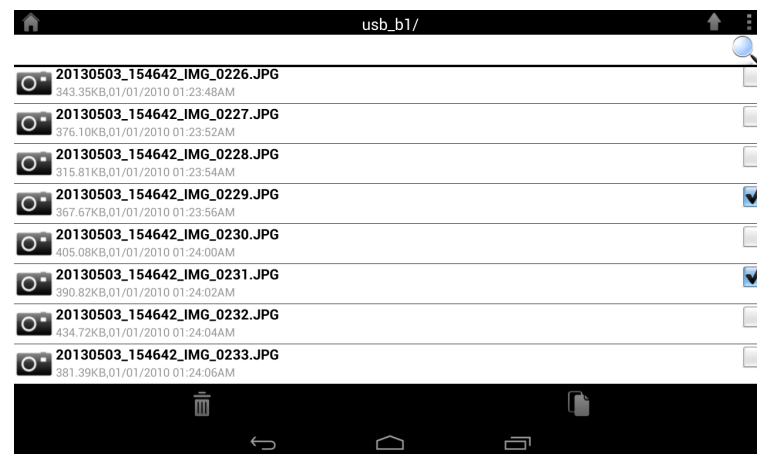 usb_b1/
20130503_154642_IMG_0226.JPG
343.35KB,01/01/2010 01:23:48AM
20130503_154642_IMG_0227.JPG
376.10KB,01/01/2010 01:23:52AM
20130503_154642_IMG_0228.JPG
315.81KB,01/01/2010 01:23:54AM
20130503_154642_IMG_0229.JPG
367.67KB,01/01/2010 01:23:56AM
20130503_154642_IMG_0230.JPG
405.08KB,01/01/2010 01:24:00AM
20130503_154642_IMG_0231.JPG
390.82KB,01/01/2010 01:24:02AM
20130503_154642_IMG_0232.JPG
434.72KB,01/01/2010 01:24:04AM
20130503_154642_IMG_0233.JPG
381.39KB,01/01/2010 01:24:06AM